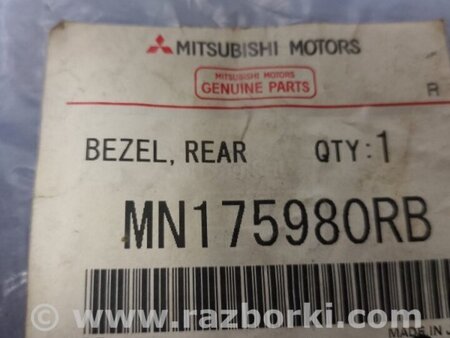 MITSUBISHI MOTORS
MITSUBISHI MOTORS
GENUINE PARTS
R
BEZEL, REAR QTY:1
MN175980RB
MADE IN J
www.razborki.com